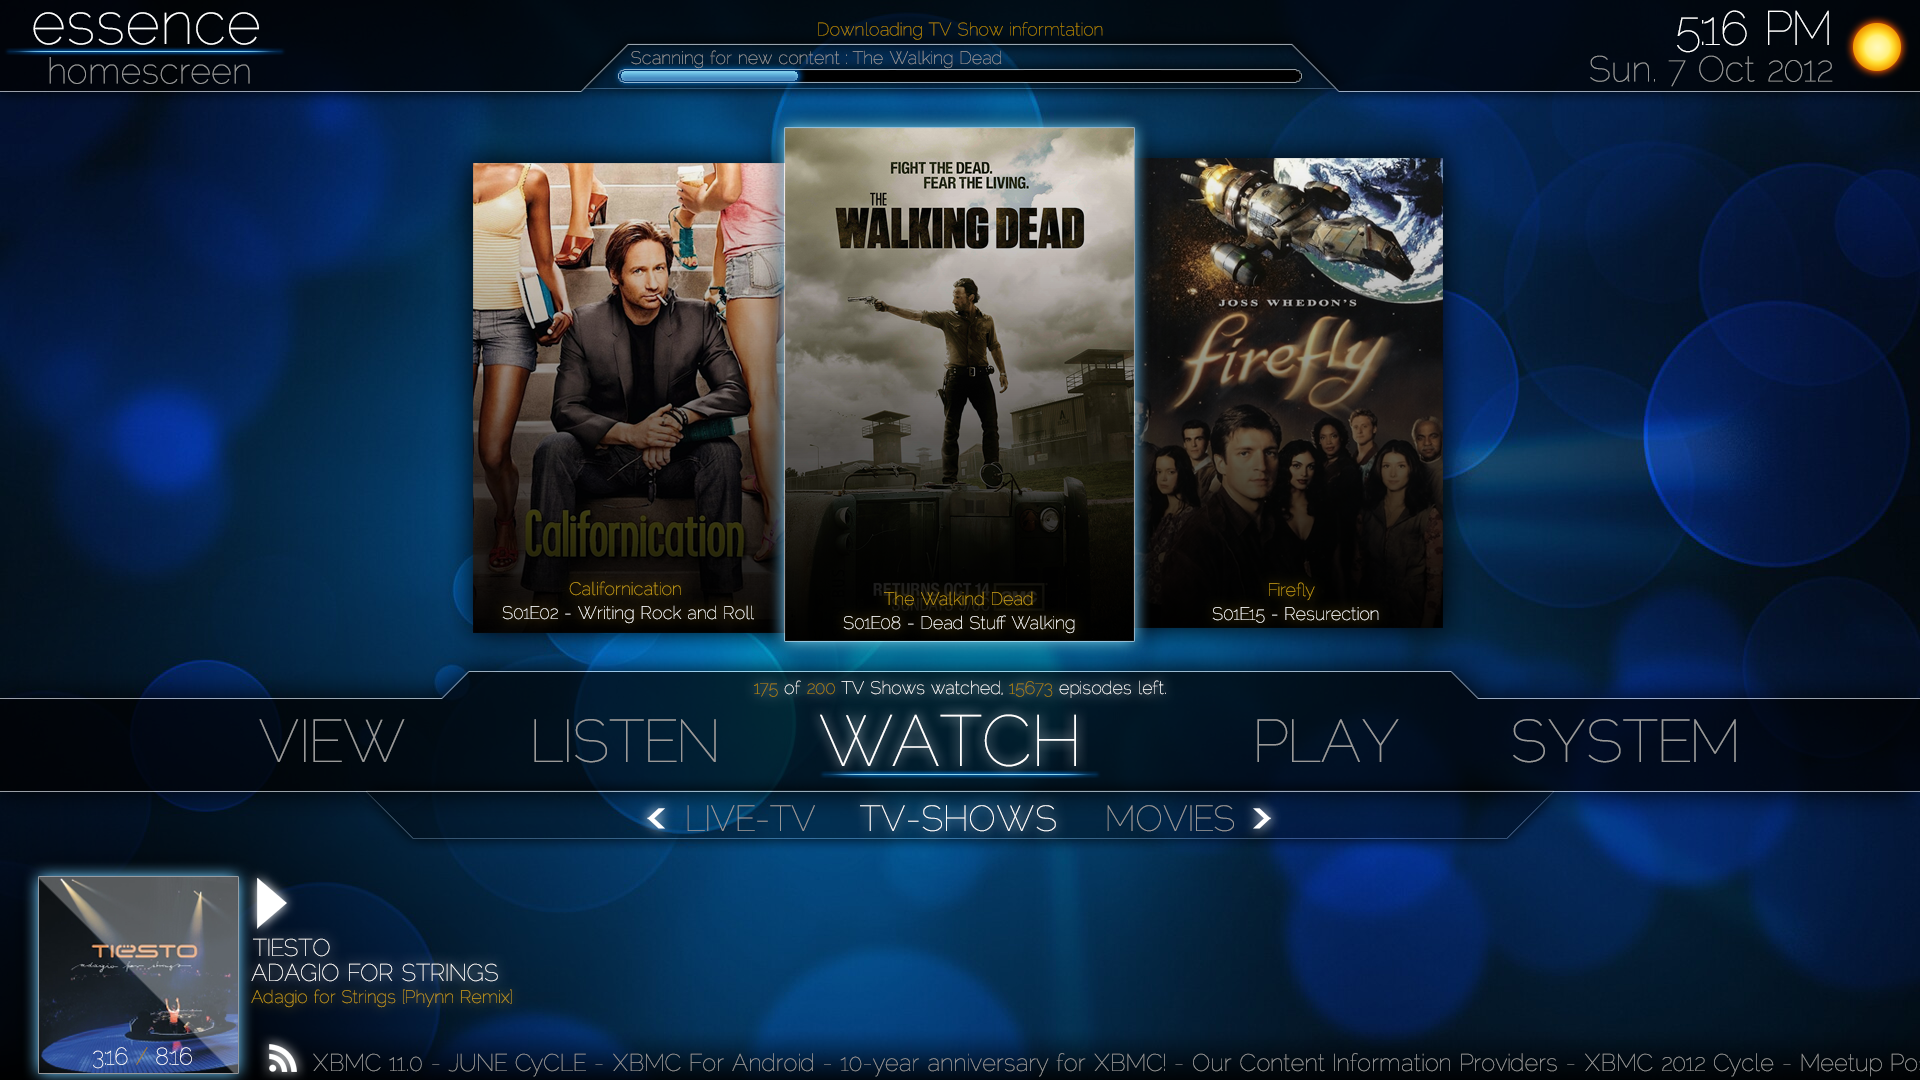 essence
homescreen
Downloading TV Show informtation
Scanning for new content : The Walking Dead
5:16 PM
Sun. 7 Oct 2012
Californication
Californication
S01E02 - Writing Rock and Roll
FIGHT THE DEAD.
FEAR THE LIVING.
THE
WALKING DEAD
RETURNS OCT 14
The Walkind Dead
S01E08 - Dead Stuff Walking
JOSS WHEDON'S
firefly
Firefly
S01E15 - Resurection
175 of 200 TV Shows watched, 15673 episodes left.
VIEW LISTEN WATCH PLAY SYSTEM
LIVE-TV TV-SHOWS MOVIES
TIËSTO
adagio for strings
3:16 / 8:16
TIESTO
ADAGIO FOR STRINGS
Adagio for Strings [Phynn Remix]
XBMC 11.0 - JUNE CyCLE - XBMC For Android - 10-year anniversary for XBMC! - Our Content Information Providers - XBMC 2012 Cycle - Meetup Po